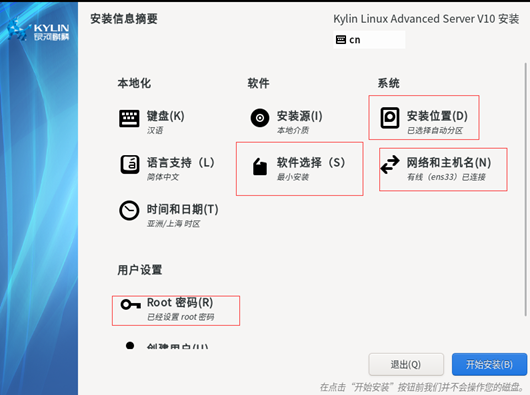 KYLIN
银河麒麟
安装信息摘要
Kylin Linux Advanced Server V10 安装
cn
本地化
软件
系统
键盘(K)
汉语
安装源(I)
本地介质
安装位置(D)
已选择自动分区
语言支持（L）
简体中文
软件选择（S）
最小安装
网络和主机名(N)
有线（ens33）已连接
时间和日期(T)
亚洲/上海 时区
用户设置
Root 密码(R)
已经设置 root 密码
创建用户(U)
退出(Q)
开始安装(B)
在点击“开始安装”按钮前我们并不会操作您的磁盘。